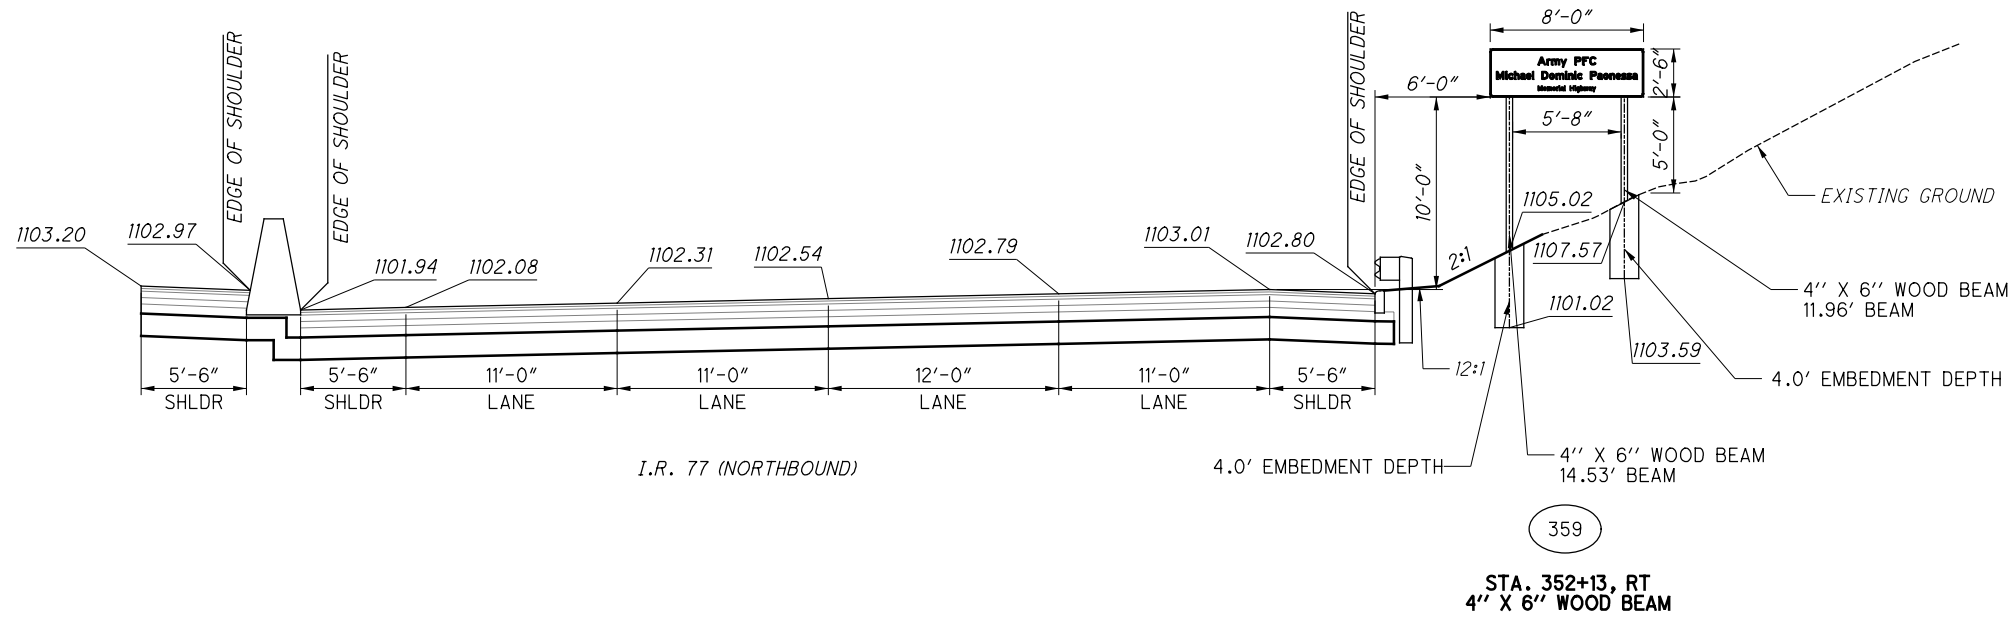 8'-0"
Army PFC
Michael Dominic Paonessa
Memorial Highway
2'-6"
EDGE OF SHOULDER
EDGE OF SHOULDER
EDGE OF SHOULDER
6'-0"
5'-8"
5'-0"
10'-0"
EXISTING GROUND
1103.20
1102.97
1101.94
1102.08
1102.31
1102.54
1102.79
1103.01
1102.80
2:1
1105.02
1107.57
4" X 6" WOOD BEAM
11.96' BEAM
1101.02
1103.59
12:1
4.0' EMBEDMENT DEPTH
5'-6"
SHLDR
5'-6"
SHLDR
11'-0"
LANE
11'-0"
LANE
12'-0"
LANE
11'-0"
LANE
5'-6"
SHLDR
I.R. 77 (NORTHBOUND)
4.0' EMBEDMENT DEPTH
4'' X 6'' WOOD BEAM
14.53' BEAM
359
STA. 352+13, RT
4'' X 6'' WOOD BEAM